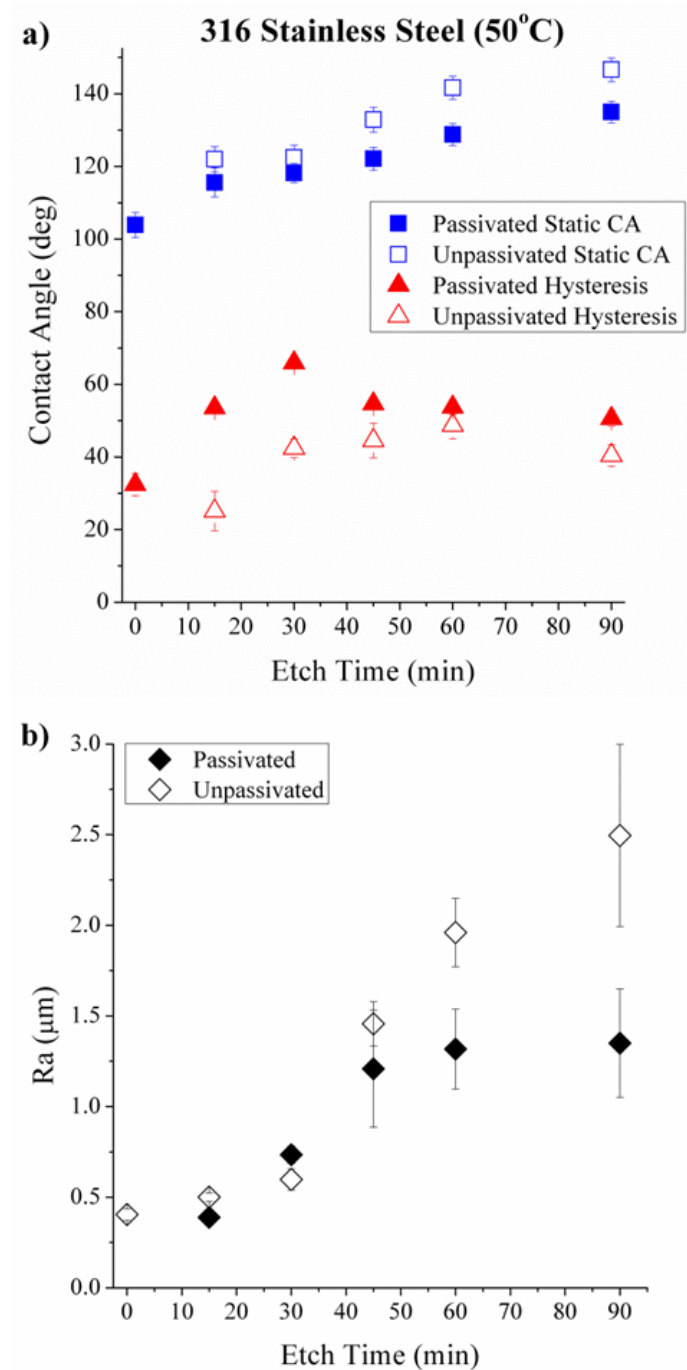 a)
316 Stainless Steel (50°C)
140
120
100
80
60
40
20
0
Contact Angle (deg)
Passivated Static CA
Unpassivated Static CA
Passivated Hysteresis
Unpassivated Hysteresis
0 10 20 30 40 50 60 70 80 90
Etch Time (min)
b)
3.0
2.5
2.0
1.5
1.0
0.5
0.0
Ra (μm)
Passivated
Unpassivated
0 10 20 30 40 50 60 70 80 90
Etch Time (min)